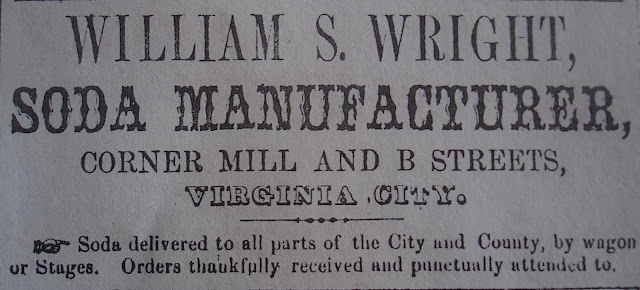 WILLIAM S. WRIGHT,
SODA MANUFACTURER,
CORNER MILL AND B STREETS,
VIRGINIA CITY.
☞ Soda delivered to all parts of the City and County, by wagon
or Stages. Orders thankfully received and punctually attended to.